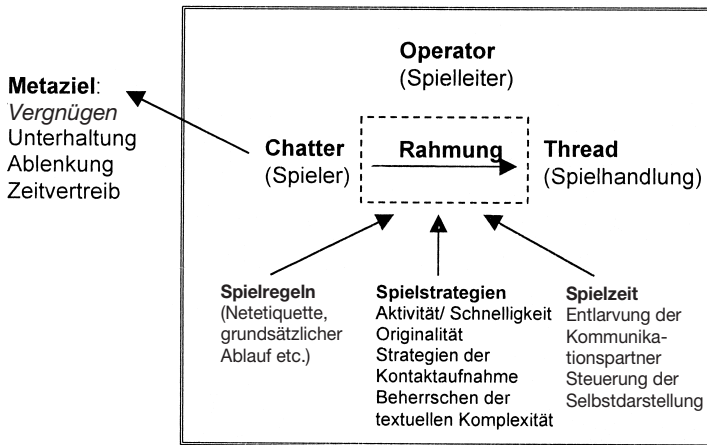 Operator
(Spielleiter)
Metaziel:
Vergnügen
Unterhaltung
Ablenkung
Zeitvertreib
Chatter
(Spieler)
Rahmung
Thread
(Spielhandlung)
Spielregeln
(Netetiquette,
grundsätzlicher
Ablauf etc.)
Spielstrategien
Aktivität/ Schnelligkeit
Originalität
Strategien der
Kontaktaufnahme
Beherrschen der
textuellen Komplexität
Spielzeit
Entlarvung der
Kommunika-
tionspartner
Steuerung der
Selbstdarstellung